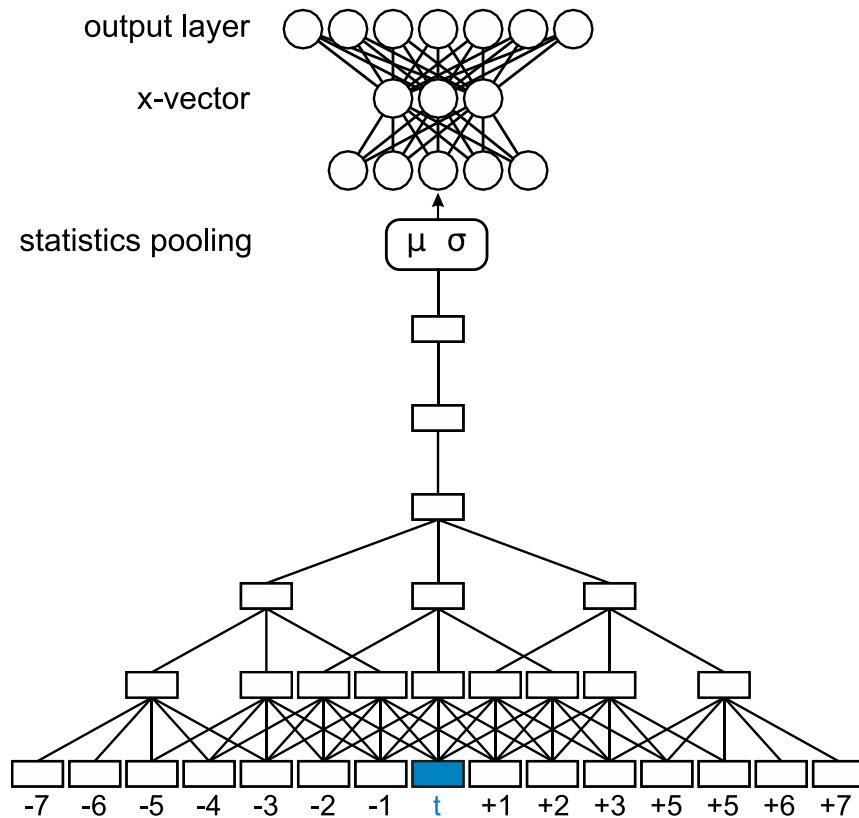 output layer
x-vector
statistics pooling
μ σ
-7 -6 -5 -4 -3 -2 -1 t +1 +2 +3 +5 +5 +6 +7